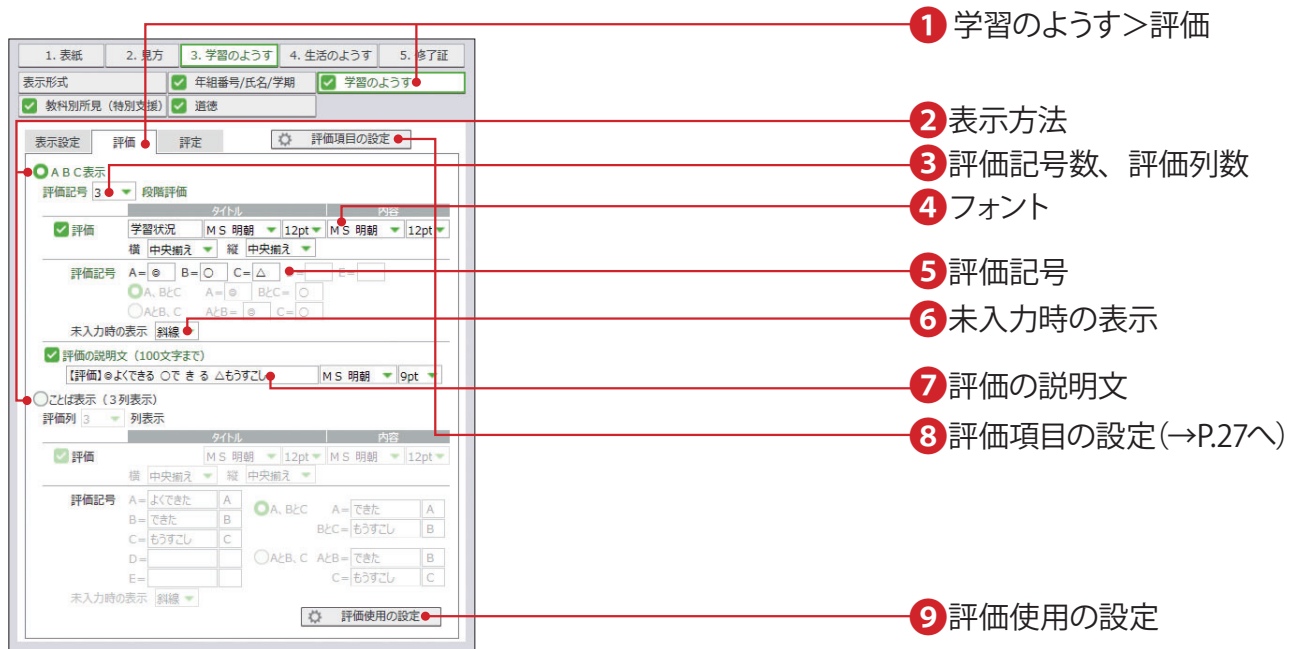 1. 表紙 2. 見方 3. 学習のようす 4. 生活のようす 5. 修了証
表示形式 年組番号/氏名/学期 学習のようす
教科別所見（特別支援） 道徳
表示設定 評価 評定 評価項目の設定
ＡＢＣ表示
評価記号 3 段階評価
タイトル 内容
評価 学習状況 ＭＳ 明朝 12pt ＭＳ 明朝 12pt
横 中央揃え 縦 中央揃え
評価記号 A= ◎ B= ○ C= △ = E=
A、BとC A= ◎ BとC= ○
AとB、C AとB= ◎ C= ○
未入力時の表示 斜線
評価の説明文（100文字まで）
【評価】◎よくできる ○で き る △もうすこし ＭＳ 明朝 9pt
ことば表示（３列表示）
評価列 3 列表示
タイトル 内容
評価 ＭＳ 明朝 12pt ＭＳ 明朝 12pt
横 中央揃え 縦 中央揃え
評価記号 A= よくできた A A、BとC A= できた A
B= できた B BとC= もうすこし B
C= もうすこし C
D= AとB、C AとB= できた B
E= C= もうすこし C
未入力時の表示 斜線
評価使用の設定
1 学習のようす＞評価
2 表示方法
3 評価記号数、評価列数
4 フォント
5 評価記号
6 未入力時の表示
7 評価の説明文
8 評価項目の設定（→P.27へ）
9 評価使用の設定